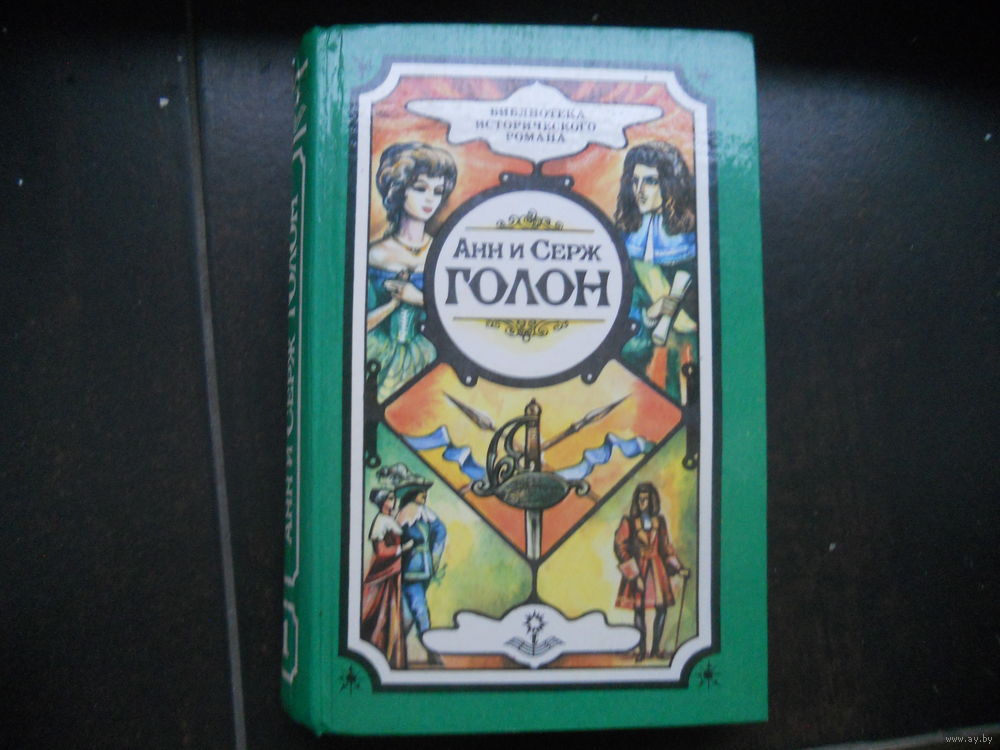 БИБЛИОТЕКА
ИСТОРИЧЕСКОГО
РОМАНА
АНН И СЕРЖ
ГОЛОН
АНН И СЕРЖ ГОЛОН
www.ay.by